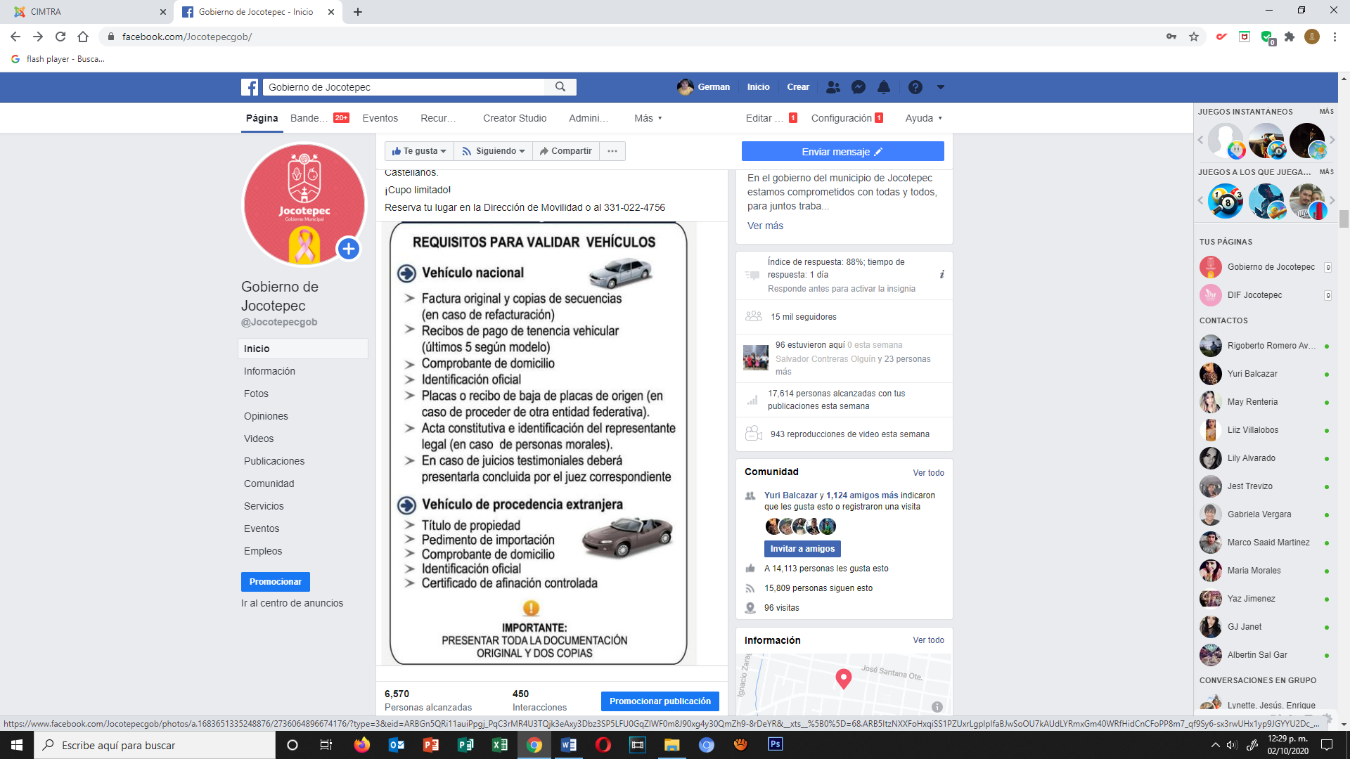 CIMTRA
Gobierno de Jocotepec - Inicio
facebook.com/Jocotepecgob/
flash player - Busca...
Gobierno de Jocotepec
German
Inicio
Crear
Página
Bande...
20+
Eventos
Recur...
Creator Studio
Admini...
Más
Editar ...
1
Configuración
1
Ayuda
Jocotepec
Gobierno Municipal
Gobierno de
Jocotepec
@Jocotepecgob
Inicio
Información
Fotos
Opiniones
Videos
Publicaciones
Comunidad
Servicios
Eventos
Empleos
Promocionar
Ir al centro de anuncios
Te gusta
Siguiendo
Compartir
Castellanos.
¡Cupo limitado!
Reserva tu lugar en la Dirección de Movilidad o al 331-022-4756
REQUISITOS PARA VALIDAR VEHÍCULOS
Vehículo nacional
Factura original y copias de secuencias
(en caso de refacturación)
Recibos de pago de tenencia vehicular
(últimos 5 según modelo)
Comprobante de domicilio
Identificación oficial
Placas o recibo de baja de placas de origen (en
caso de proceder de otra entidad federativa).
Acta constitutiva e identificación del representante
legal (en caso de personas morales).
En caso de juicios testimoniales deberá
presentarla concluida por el juez correspondiente
Vehículo de procedencia extranjera
Título de propiedad
Pedimento de importación
Comprobante de domicilio
Identificación oficial
Certificado de afinación controlada
IMPORTANTE:
PRESENTAR TODA LA DOCUMENTACIÓN
ORIGINAL Y DOS COPIAS
6,570
Personas alcanzadas
450
Interacciones
Promocionar publicación
Enviar mensaje
En el gobierno del municipio de Jocotepec
estamos comprometidos con todas y todos,
para juntos traba...
Ver más
Índice de respuesta: 88%; tiempo de
respuesta: 1 día
Responde antes para activar la insignia
15 mil seguidores
96 estuvieron aquí 0 esta semana
Salvador Contreras Olguín y 23 personas
más
17,614 personas alcanzadas con tus
publicaciones esta semana
943 reproducciones de video esta semana
Comunidad
Ver todo
Yuri Balcazar y 1,124 amigos más indicaron
que les gusta esto o registraron una visita
Invitar a amigos
A 14,113 personas les gusta esto
15,809 personas siguen esto
96 visitas
Información
Ver todo
José Santana Ote.
JUEGOS INSTANTÁNEOS
MÁS
JUEGOS A LOS QUE JUEGA...
MÁS
TUS PÁGINAS
Gobierno de Jocotepec
0
DIF Jocotepec
0
CONTACTOS
Rigoberto Romero Av...
Yuri Balcazar
May Renteria
Liiz Villalobos
Lily Alvarado
Jest Trevizo
Gabriela Vergara
Marco Saaid Martinez
Maria Morales
Yaz Jimenez
GJ Janet
Albertin Sal Gar
CONVERSACIONES EN GRUPO
Lynette, Jesús, Enrique
Escribe aquí para buscar
12:29 p. m.
02/10/2020